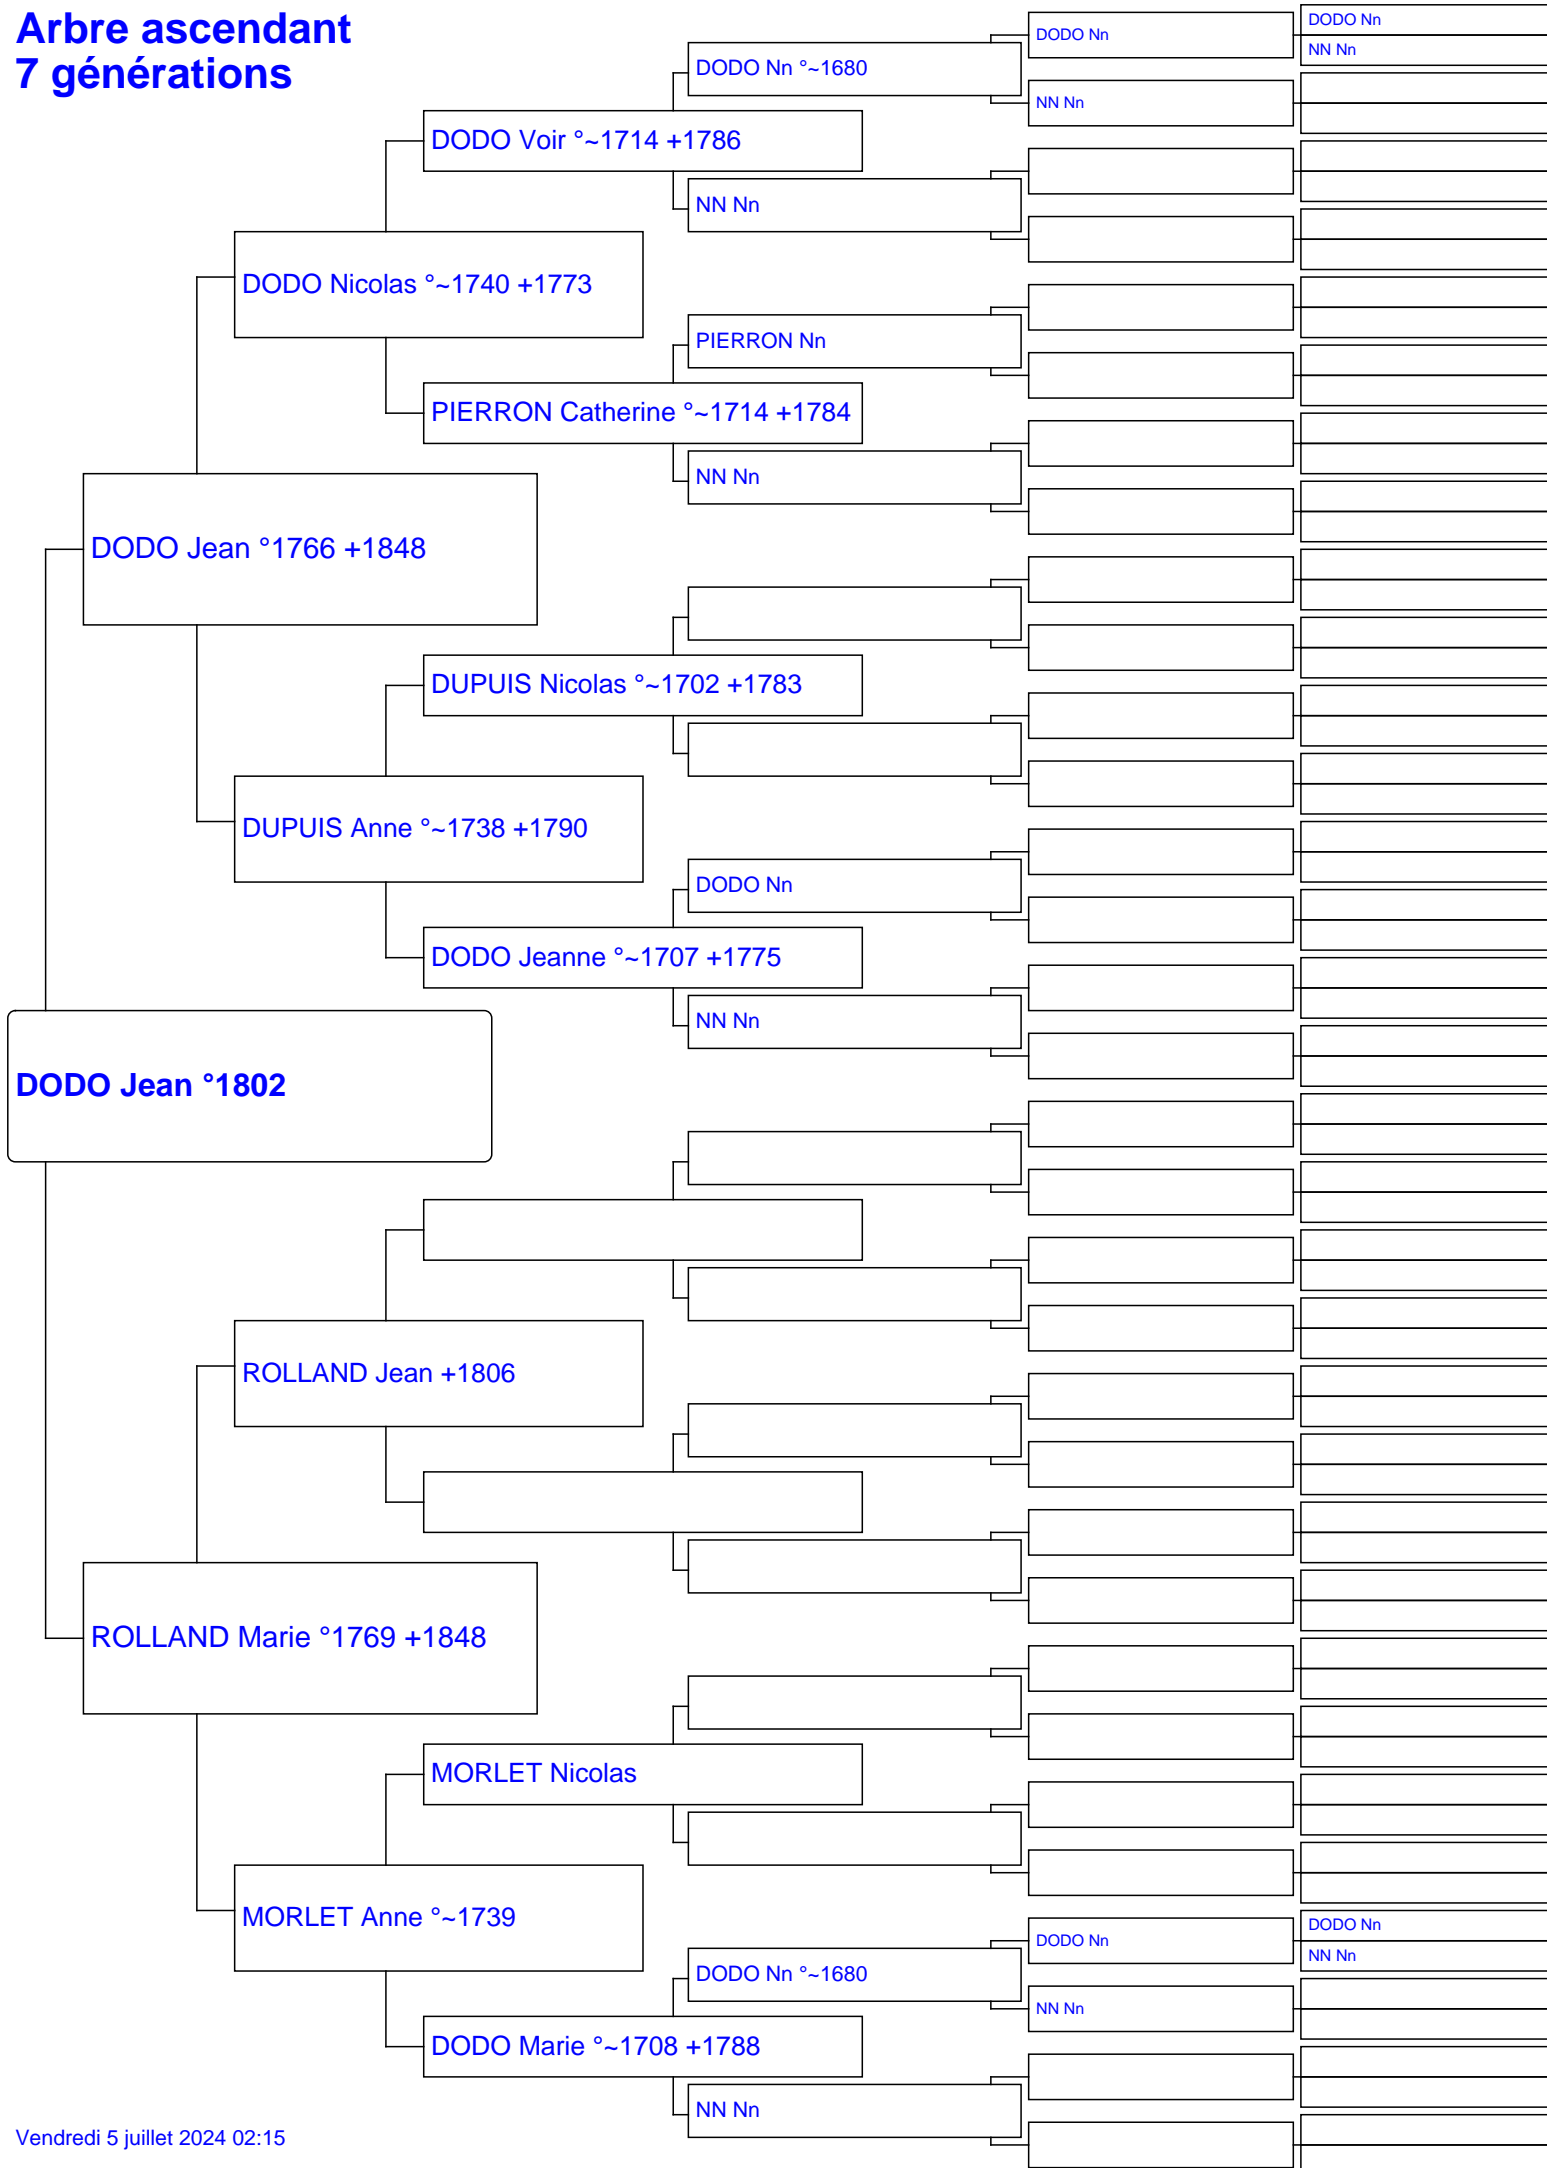 Arbre ascendant
7 générations
DODO Nn
DODO Nn
NN Nn
DODO Nn °~1680
NN Nn
DODO Voir °~1714 +1786
NN Nn
DODO Nicolas °~1740 +1773
PIERRON Nn
PIERRON Catherine °~1714 +1784
NN Nn
DODO Jean °1766 +1848
DUPUIS Nicolas °~1702 +1783
DUPUIS Anne °~1738 +1790
DODO Nn
DODO Jeanne °~1707 +1775
NN Nn
DODO Jean °1802
ROLLAND Jean +1806
ROLLAND Marie °1769 +1848
MORLET Nicolas
MORLET Anne °~1739
DODO Nn
DODO Nn
NN Nn
DODO Nn °~1680
NN Nn
DODO Marie °~1708 +1788
NN Nn
Vendredi 5 juillet 2024 02:15